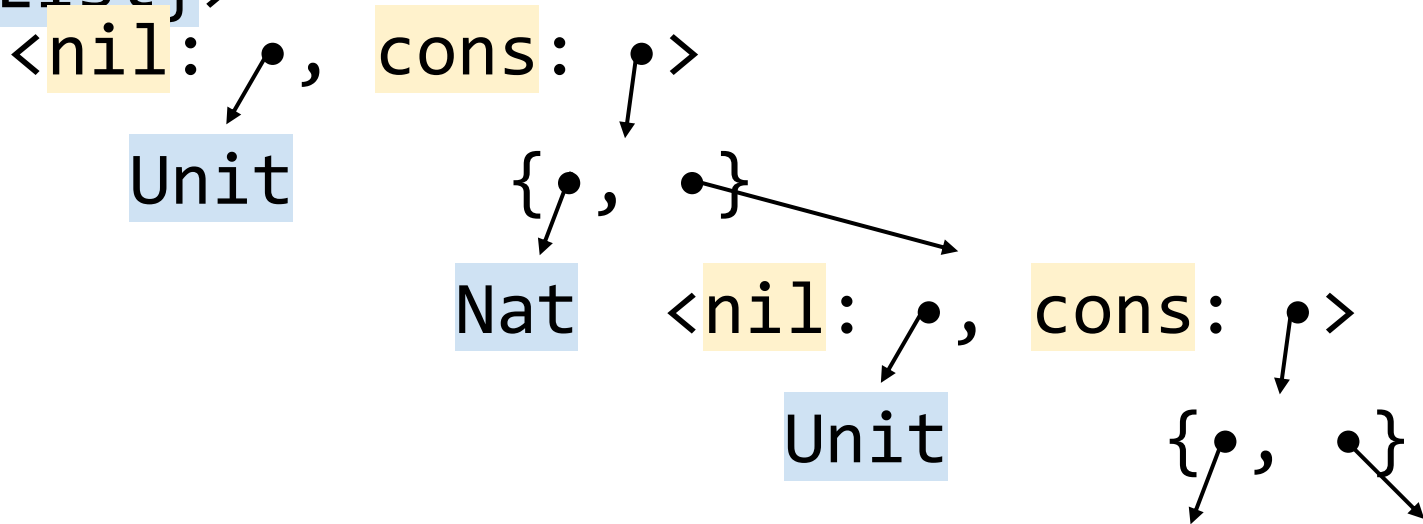 <nil: , cons: >
Unit { , }
Nat <nil: , cons: >
Unit { , }